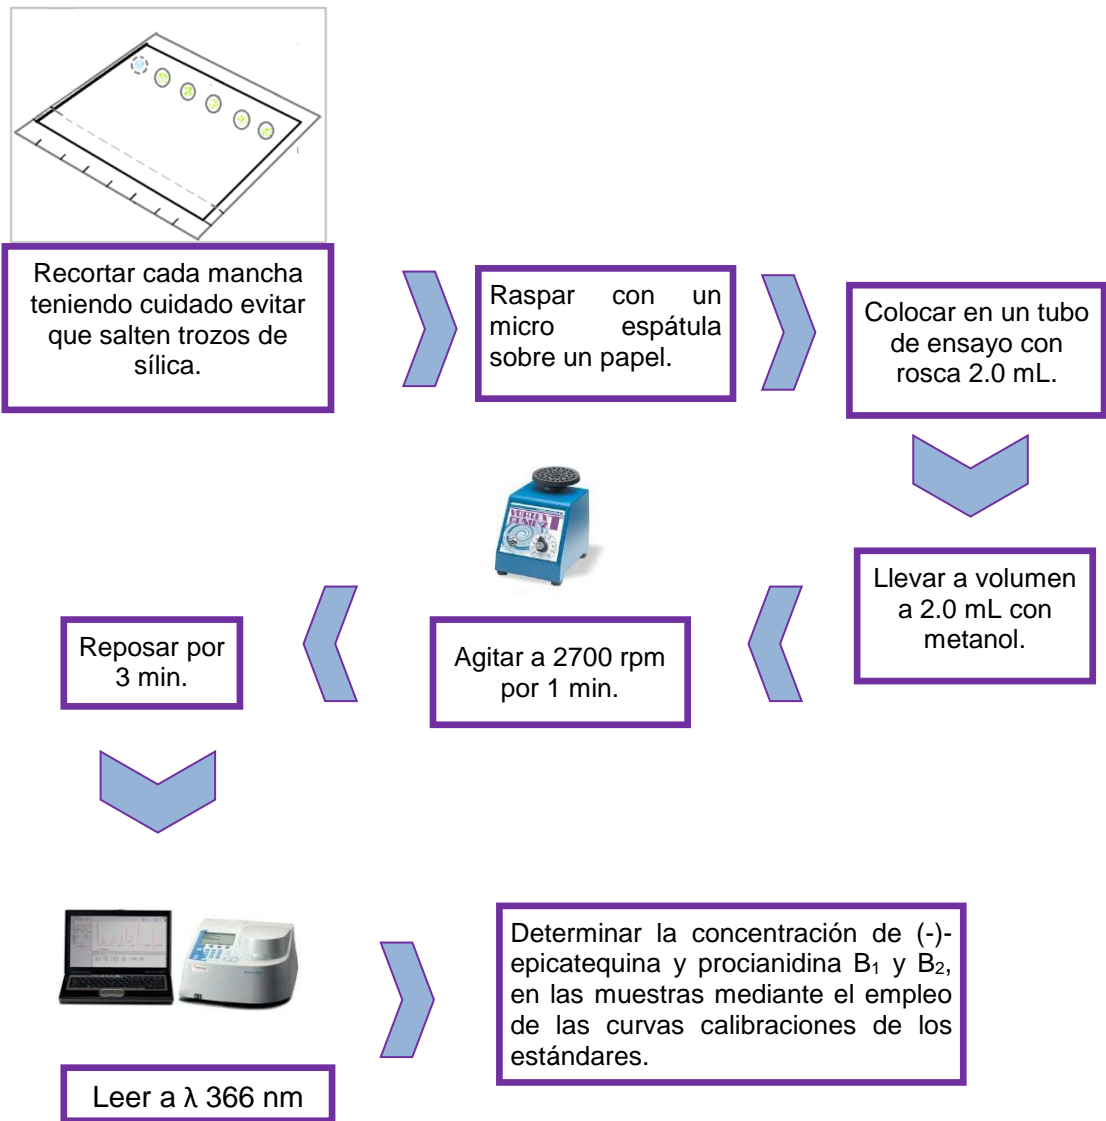 Recortar cada mancha
teniendo cuidado evitar
que salten trozos de
sílica.
Raspar con un
micro espátula
sobre un papel.
Colocar en un tubo
de ensayo con
rosca 2.0 mL.
Llevar a volumen
a 2.0 mL con
metanol.
VORTEX
GENIE 2
Agitar a 2700 rpm
por 1 min.
Reposar por
3 min.
Leer a λ 366 nm
Determinar la concentración de (-)-
epicatequina y procianidina B₁ y B₂,
en las muestras mediante el empleo
de las curvas calibraciones de los
estándares.